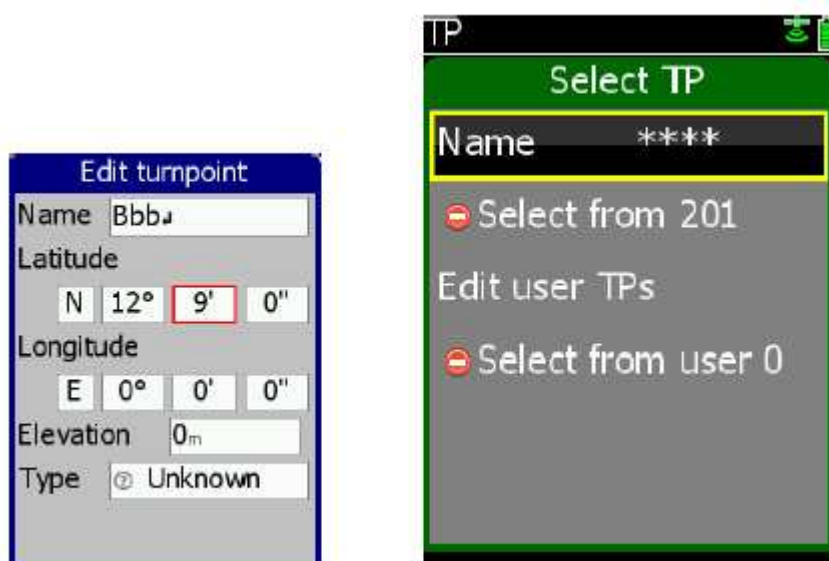 Edit turnpoint
Name Bbb
Latitude
N 12° 9' 0"
Longitude
E 0° 0' 0"
Elevation 0m
Type Unknown
TP
Select TP
Name ****
Select from 201
Edit user TPs
Select from user 0